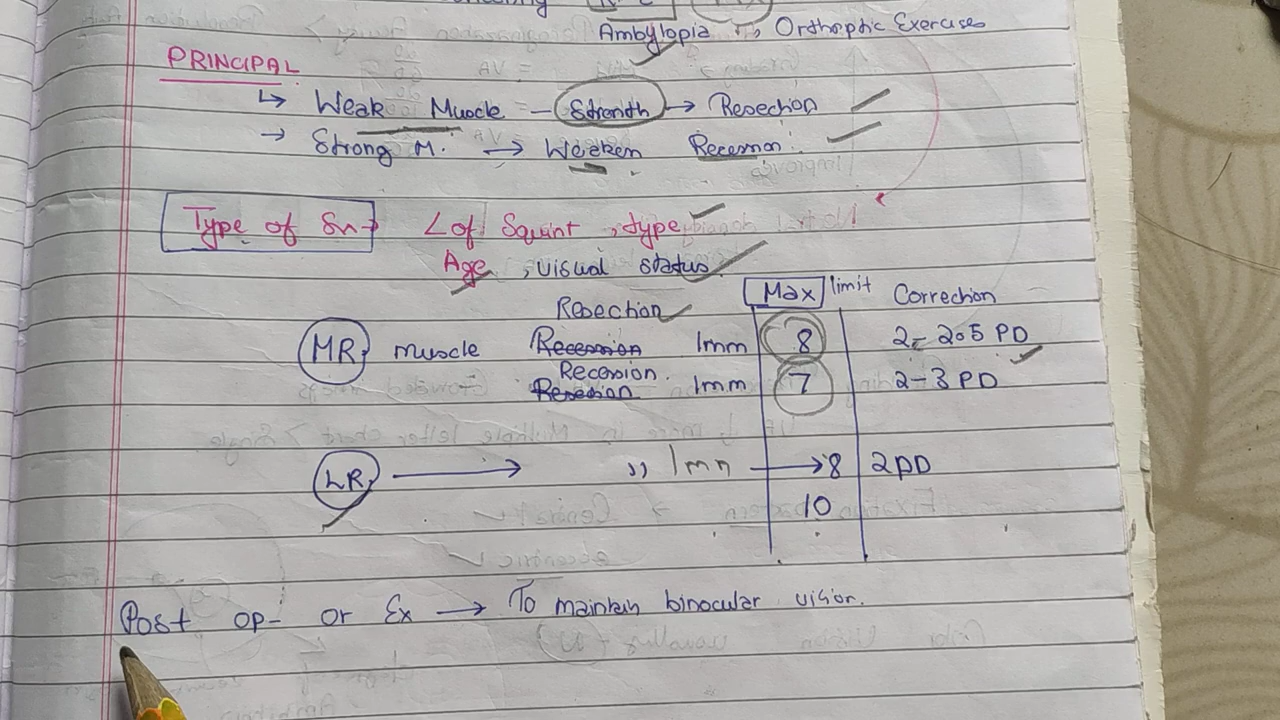 Ambylopia ,, Orthoptic Exercises
PRINCIPAL
↳ Weak Muscle — Strength → Resection
→ Strong M. → Weaken Recession
Type of Sx → ∠ of Squint, type
Age, visual status
Max limit Correction
Resection
MR muscle Recession 1mm 8 2-2.5 PD
Recession
Resection 1mm 7 2-3 PD
LR → ,, 1mm → 8 2PD
10
Post op- or Ex → To maintain binocular vision.